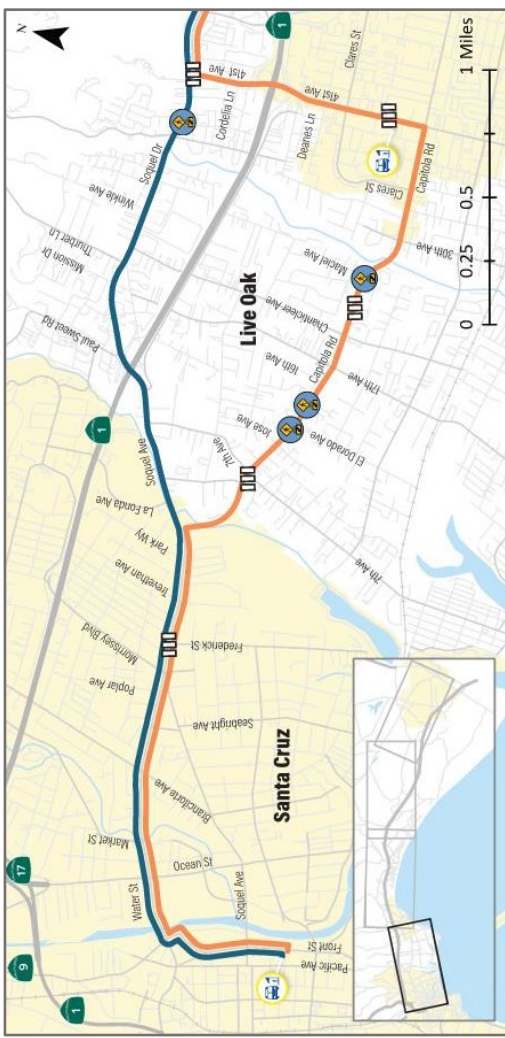 N
9
17
1
1
1
1 Miles
0.5
0.25
0
Santa Cruz
Live Oak
Pacific Ave
Front St
Water St
Soquel Ave
Ocean St
Market St
Branciforte Ave
Seabright Ave
Poplar Ave
Morrissey Blvd
Frederick St
Trevethan Ave
Park Wy
La Fonda Ave
Soquel Ave
7th Ave
7th Ave
Jose Ave
El Dorado Ave
16th Ave
Capitola Rd
17th Ave
Chanticleer Ave
Maciel Ave
30th Ave
Capitola Rd
Clares St
Clares St
Deanes Ln
41st Ave
41st Ave
Cordelia Ln
Soquel Dr
Winkle Ave
Thurber Ln
Mission Dr
Paul Sweet Rd